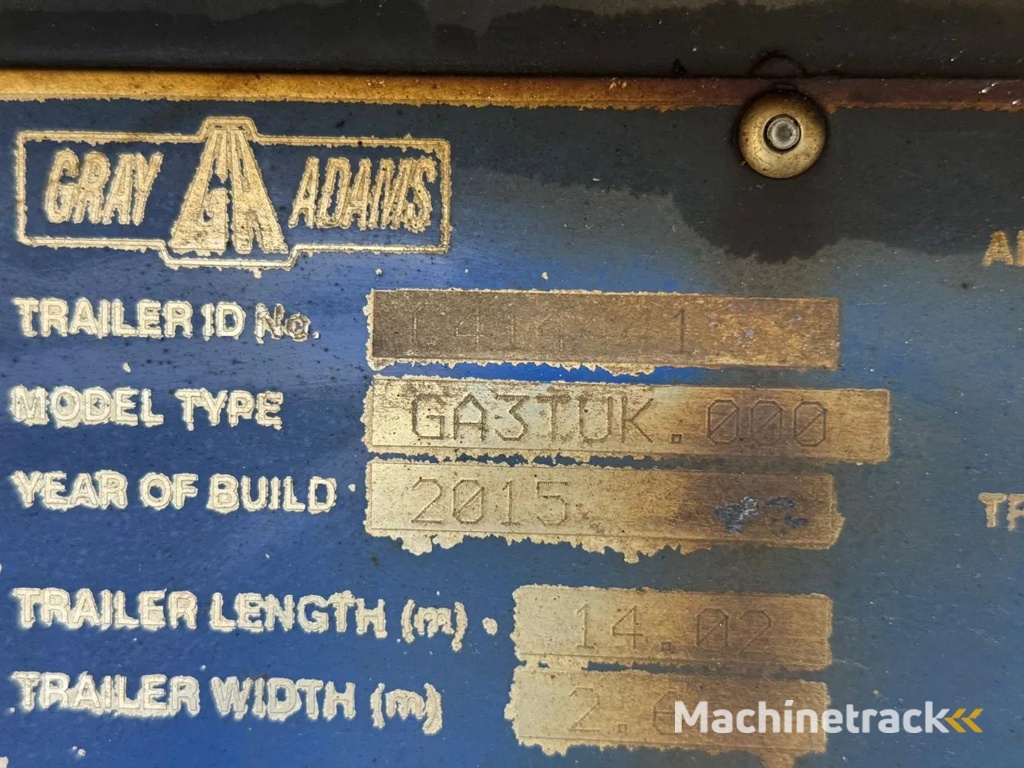 GRAY GA ADAMS
TRAILER ID No.
MODEL TYPE GA3TUK.000
YEAR OF BUILD 2015
TRAILER LENGTH (m) 14.02
TRAILER WIDTH (m)
Machinetrack